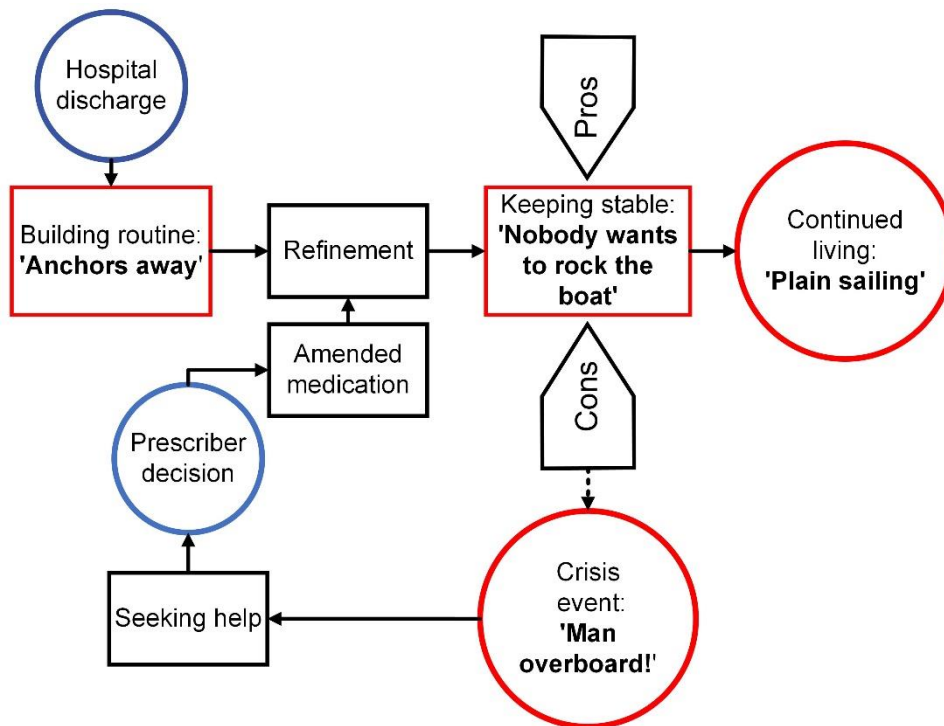 Hospital
discharge
Pros
Building routine:
'Anchors away'
Refinement
Keeping stable:
'Nobody wants
to rock the
boat'
Continued
living:
'Plain sailing'
Amended
medication
Cons
Prescriber
decision
Seeking help
Crisis
event:
'Man
overboard!'